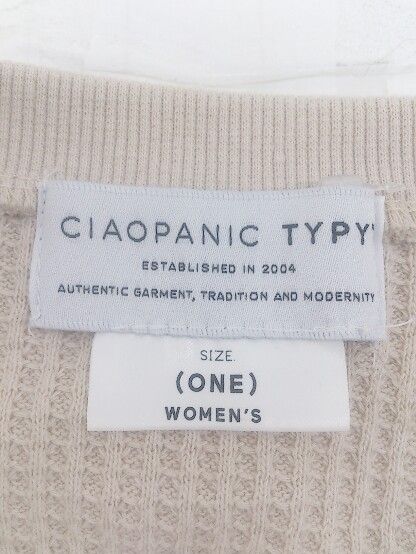 CIAOPANIC TYPY
ESTABLISHED IN 2004
AUTHENTIC GARMENT, TRADITION AND MODERNITY
SIZE.
(ONE)
WOMEN'S